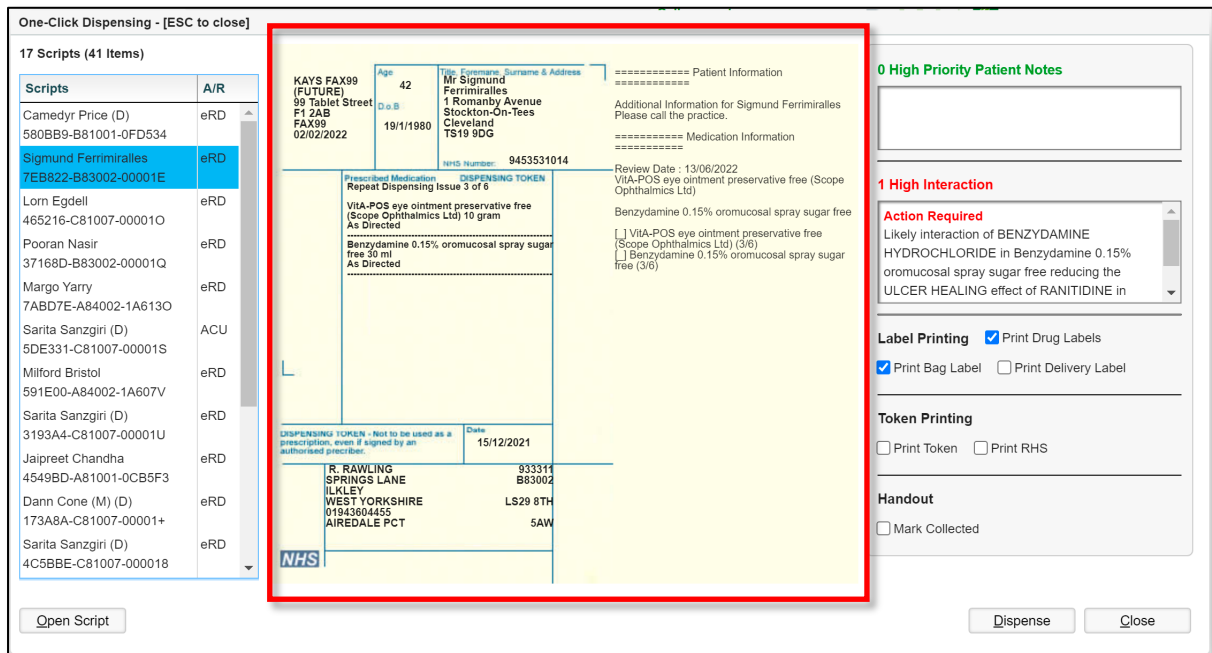 One-Click Dispensing - [ESC to close]
17 Scripts (41 Items)
Scripts A/R
Camedyr Price (D) eRD
580BB9-B81001-0FD534
Sigmund Ferrimiralles eRD
7EB822-B83002-00001E
Lorn Egdell eRD
465216-C81007-00001O
Pooran Nasir eRD
37168D-B83002-00001Q
Margo Yarry eRD
7ABD7E-A84002-1A613O
Sarita Sanzgiri (D) ACU
5DE331-C81007-00001S
Milford Bristol eRD
591E00-A84002-1A607V
Sarita Sanzgiri (D) eRD
3193A4-C81007-00001U
Jaipreet Chandha eRD
4549BD-A81001-0CB5F3
Dann Cone (M) (D) eRD
173A8A-C81007-00001+
Sarita Sanzgiri (D) eRD
4C5BBE-C81007-000018
Open Script
KAYS FAX99
(FUTURE)
99 Tablet Street
F1 2AB
FAX99
02/02/2022
Age
42
D.o.B
19/1/1980
Title, Foremane, Surname & Address
Mr Sigmund
Ferrimiralles
1 Romanby Avenue
Stockton-On-Tees
Cleveland
TS19 9DG
NHS Number: 9453531014
Prescribed Medication DISPENSING TOKEN
Repeat Dispensing Issue 3 of 6
VitA-POS eye ointment preservative free
(Scope Ophthalmics Ltd) 10 gram
As Directed
Benzydamine 0.15% oromucosal spray sugar
free 30 ml
As Directed
DISPENSING TOKEN - Not to be used as a
prescription, even if signed by an
authorised precriber.
Date
15/12/2021
R. RAWLING 933311
SPRINGS LANE B83002
ILKLEY
WEST YORKSHIRE LS29 8TH
01943604455
AIREDALE PCT 5AW
NHS
============ Patient Information
============
Additional Information for Sigmund Ferrimiralles
Please call the practice.
============ Medication Information
===========
Review Date : 13/06/2022
VitA-POS eye ointment preservative free (Scope
Ophthalmics Ltd)
Benzydamine 0.15% oromucosal spray sugar free
[ ] VitA-POS eye ointment preservative free
(Scope Ophthalmics Ltd) (3/6)
[ ] Benzydamine 0.15% oromucosal spray sugar
free (3/6)
0 High Priority Patient Notes
1 High Interaction
Action Required
Likely interaction of BENZYDAMINE
HYDROCHLORIDE in Benzydamine 0.15%
oromucosal spray sugar free reducing the
ULCER HEALING effect of RANITIDINE in
Label Printing Print Drug Labels
Print Bag Label Print Delivery Label
Token Printing
Print Token Print RHS
Handout
Mark Collected
Dispense Close